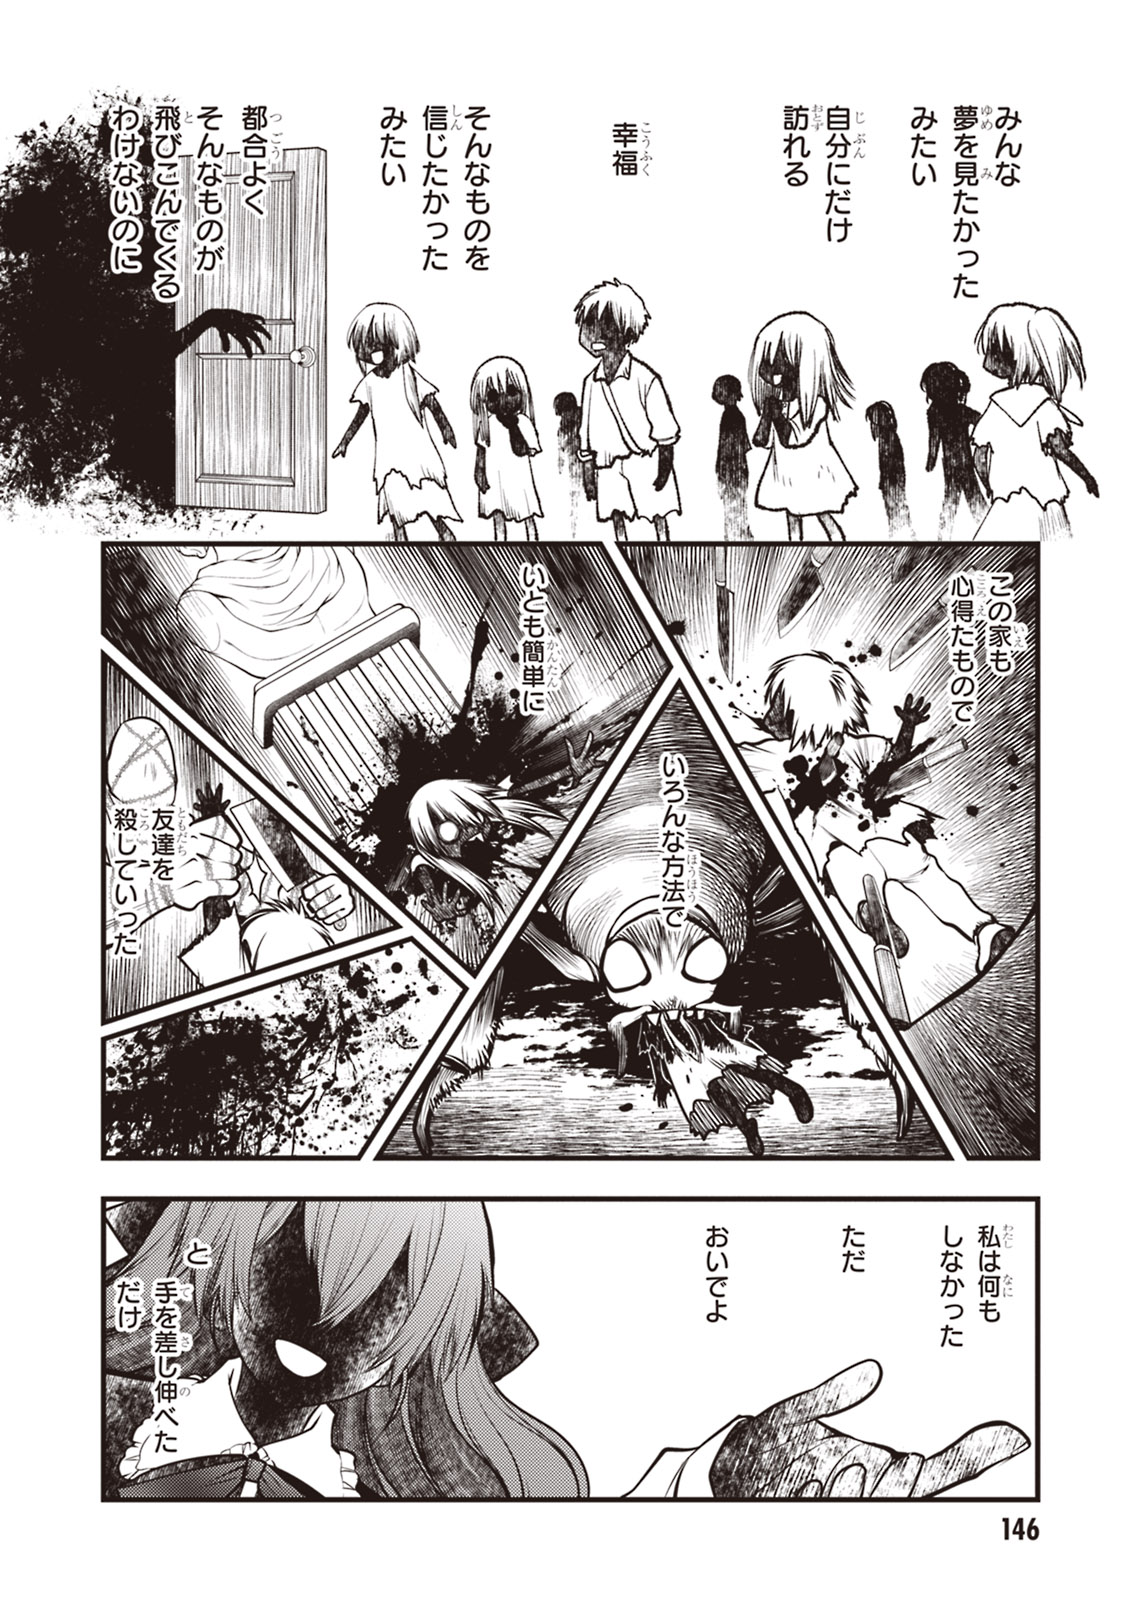 みんな
夢を見たかった
みたい
自分にだけ
訪れる
幸福
そんなものを
信じたかった
みたい
都合よく
そんなものが
飛びこんでくる
わけないのに
この家も
心得たもので
いろんな方法で
いとも簡単に
友達を
殺していった
私は何も
しなかった
ただ
おいでよ
と
手を差し伸べた
だけ
146